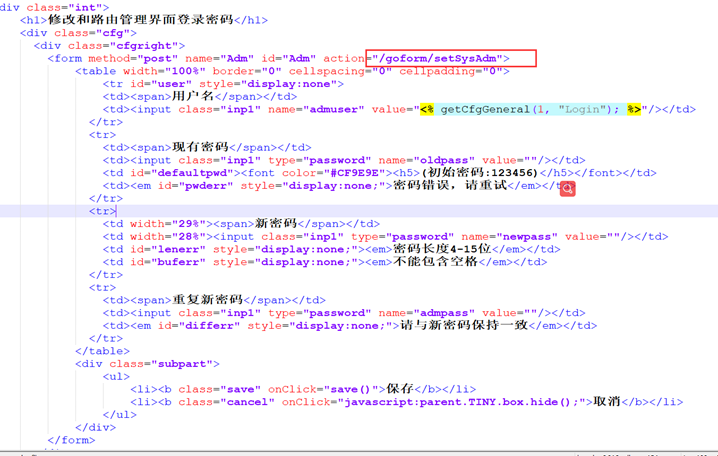 div class="int">
<h1>修改和路由管理界面登录密码</h1>
<div class="cfg">
<div class="cfgright">
<form method="post" name="Adm" id="Adm" action="/goform/setSysAdm">
<table width="100%" border="0" cellspacing="0" cellpadding="0">
<tr id="user" style="display:none">
<td><span>用户名</span></td>
<td><input class="inp1" name="admuser" value="<% getCfgGeneral(1, "Login"); %>"/></td>
</tr>
<tr>
<td><span>现有密码</span></td>
<td><input class="inp1" type="password" name="oldpass" value=""/></td>
<td id="defaultpwd"><font color="#CF9E9E"><h5>(初始密码:123456)</h5></font></td>
<td><em id="pwderr" style="display:none;">密码错误，请重试</em></td>
</tr>
<tr>
<td width="29%"><span>新密码</span></td>
<td width="28%"><input class="inp1" type="password" name="newpass" value=""/></td>
<td id="lenerr" style="display:none;"><em>密码长度4-15位</em></td>
<td id="buferr" style="display:none;"><em>不能包含空格</em></td>
</tr>
<tr>
<td><span>重复新密码</span></td>
<td><input class="inp1" type="password" name="admpass" value=""/></td>
<td><em id="differr" style="display:none;">请与新密码保持一致</em></td>
</tr>
</table>
<div class="subpart">
<ul>
<li><b class="save" onClick="save()">保存</b></li>
<li><b class="cancel" onClick="javascript:parent.TINY.box.hide();">取消</b></li>
</ul>
</div>
</form>